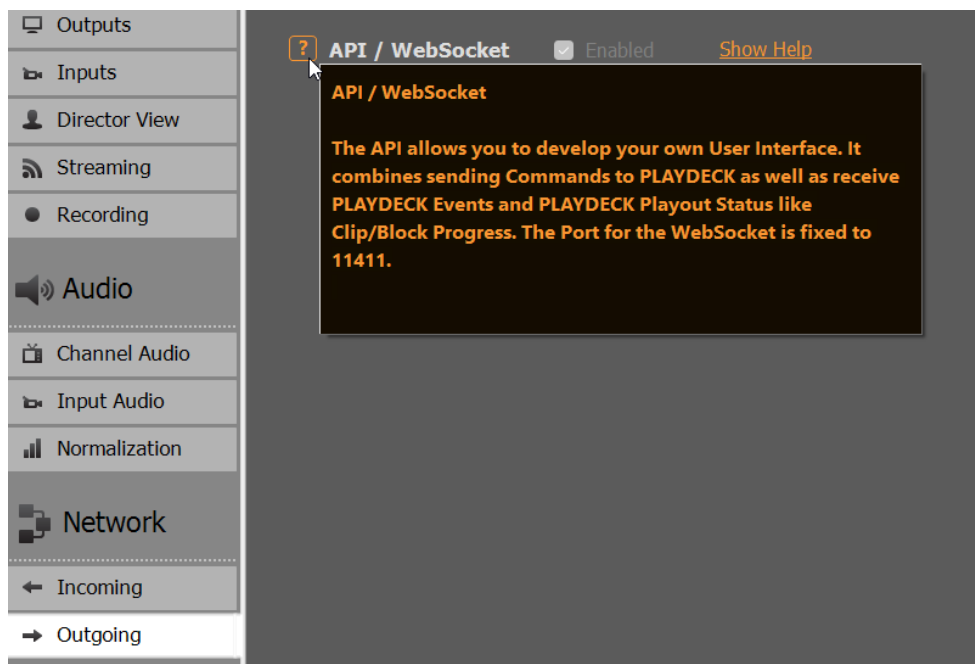 Outputs
Inputs
Director View
Streaming
Recording
Audio
Channel Audio
Input Audio
Normalization
Network
Incoming
Outgoing
? API / WebSocket Enabled Show Help
API / WebSocket
The API allows you to develop your own User Interface. It
combines sending Commands to PLAYDECK as well as receive
PLAYDECK Events and PLAYDECK Playout Status like
Clip/Block Progress. The Port for the WebSocket is fixed to
11411.